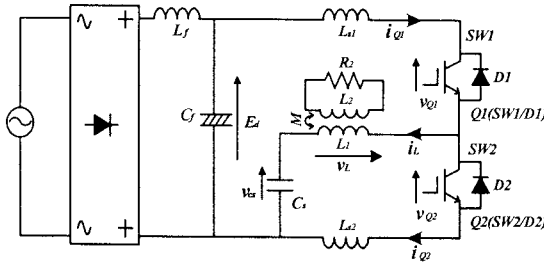 L_f
L_s1
i_Q1
SW1
R_2
D1
L_2
v_Q1
C_f
E_d
M
Q1(SW1/D1)
L_1
i_L
SW2
v_L
v_cs
C_s
D2
v_Q2
Q2(SW2/D2)
L_s2
i_Q2